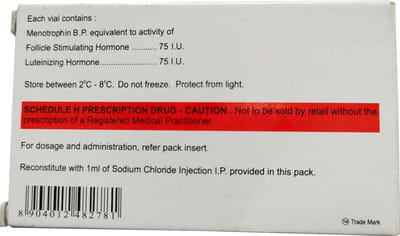 Each vial contains :
Menotrophin B.P. equivalent to activity of
Follicle Stimulating Hormone .......... 75 I.U.
Luteinizing Hormone...................... 75 I.U.
Store between 2°C - 8°C. Do not freeze. Protect from light.
SCHEDULE H PRESCRIPTION DRUG - CAUTION - Not to be sold by retail without the
prescription of a Registered Medical Practitioner.
For dosage and administration, refer pack insert.
Reconstitute with 1ml of Sodium Chloride Injection I.P. provided in this pack.
8 904012 482781
Trade Mark